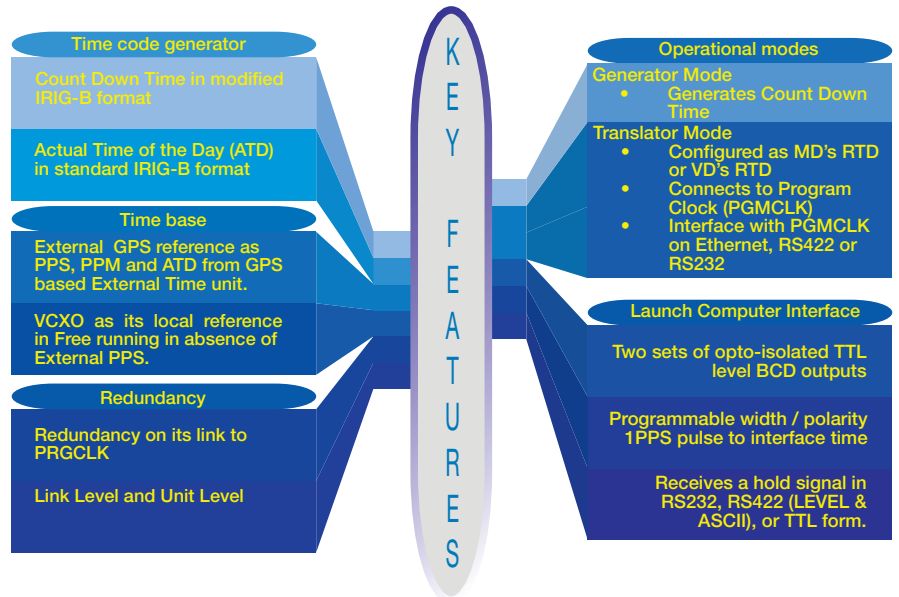 Time code generator
Count Down Time in modified
IRIG-B format
Actual Time of the Day (ATD)
in standard IRIG-B format
Time base
External GPS reference as
PPS, PPM and ATD from GPS
based External Time unit.
VCXO as its local reference
in Free running in absence of
External PPS.
Redundancy
Redundancy on its link to
PRGCLK
Link Level and Unit Level
K
E
Y
F
E
A
T
U
R
E
S
Operational modes
Generator Mode
• Generates Count Down
Time
Translator Mode
• Configured as MD's RTD
or VD's RTD
• Connects to Program
Clock (PGMCLK)
• Interface with PGMCLK
on Ethernet, RS422 or
RS232
Launch Computer Interface
Two sets of opto-isolated TTL
level BCD outputs
Programmable width / polarity
1PPS pulse to interface time
Receives a hold signal in
RS232, RS422 (LEVEL &
ASCII), or TTL form.